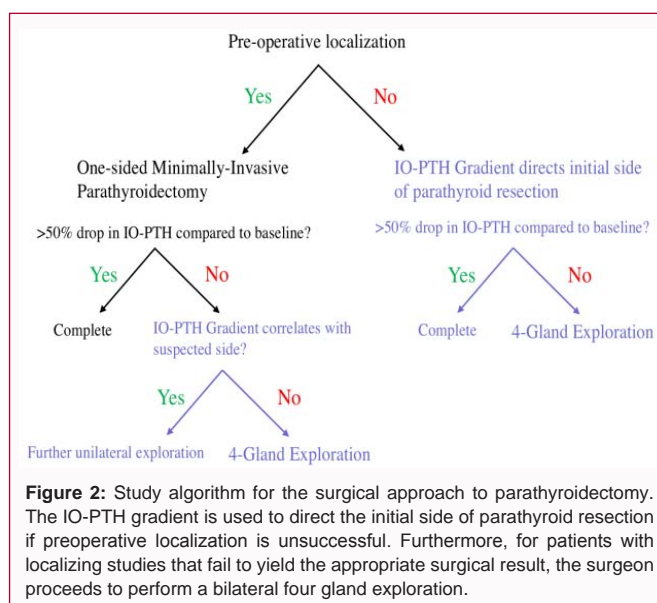 Pre-operative localization
Yes
No
One-sided Minimally-Invasive
Parathyroidectomy
IO-PTH Gradient directs initial side
of parathyroid resection
>50% drop in IO-PTH compared to baseline?
>50% drop in IO-PTH compared to baseline?
Yes
No
Yes
No
Complete
IO-PTH Gradient correlates with
suspected side?
Complete
4-Gland Exploration
Yes
No
Further unilateral exploration
4-Gland Exploration
Figure 2: Study algorithm for the surgical approach to parathyroidectomy.
The IO-PTH gradient is used to direct the initial side of parathyroid resection
if preoperative localization is unsuccessful. Furthermore, for patients with
localizing studies that fail to yield the appropriate surgical result, the surgeon
proceeds to perform a bilateral four gland exploration.